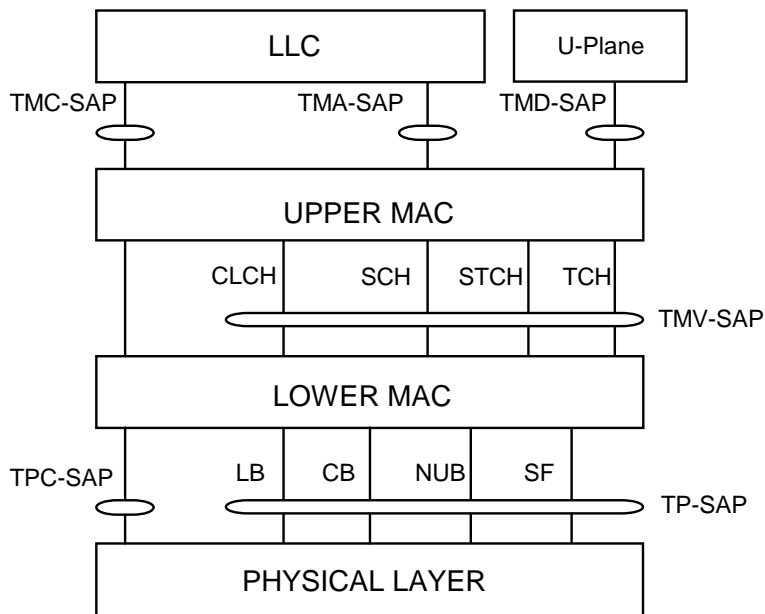 LLC
U-Plane
TMC-SAP
TMA-SAP
TMD-SAP
UPPER MAC
CLCH
SCH
STCH
TCH
TMV-SAP
LOWER MAC
TPC-SAP
LB
CB
NUB
SF
TP-SAP
PHYSICAL LAYER